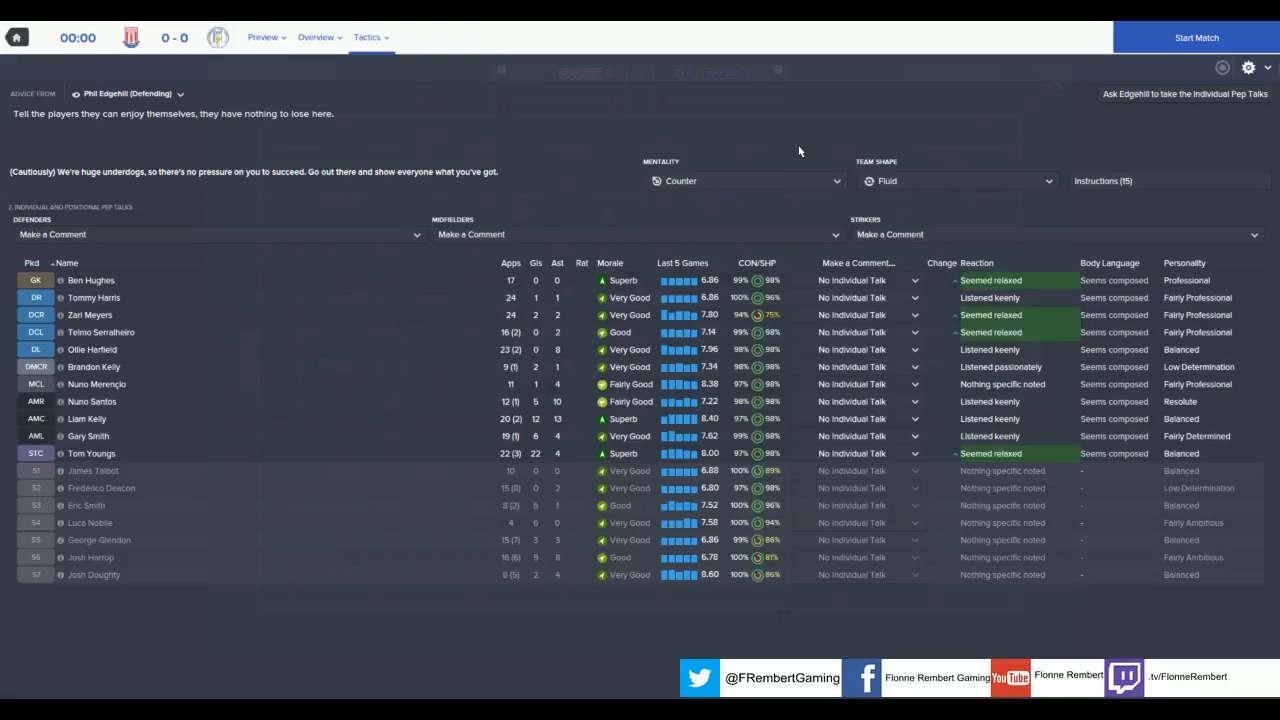 00:00 0 - 0 Preview Overview Tactics Start Match
ADVICE FROM Phil Edgehill (Defending) Ask Edgehill to take the Individual Pep Talks
Tell the players they can enjoy themselves, they have nothing to lose here.
MENTALITY TEAM SHAPE
(Cautiously) We're huge underdogs, so there's no pressure on you to succeed. Go out there and show everyone what you've got.
Counter Fluid Instructions (15)
2. INDIVIDUAL AND POSITIONAL PEP TALKS
DEFENDERS MIDFIELDERS STRIKERS
Make a Comment Make a Comment Make a Comment
Pkd Name Apps Gls Ast Rat Morale Last 5 Games CON/SHP Make a Comment... Change Reaction Body Language Personality
GK Ben Hughes 17 0 0 Superb 6.86 99% 98% No Individual Talk Seemed relaxed Seems composed Professional
DR Tommy Harris 24 1 1 Very Good 6.86 100% 96% No Individual Talk Listened keenly Seems composed Fairly Professional
DCR Zari Meyers 24 2 2 Very Good 7.80 94% 75% No Individual Talk Seemed relaxed Seems composed Fairly Professional
DCL Telmo Serralheiro 16 (2) 0 2 Good 7.14 99% 98% No Individual Talk Seemed relaxed Seems composed Fairly Professional
DL Ollie Harfield 23 (2) 0 8 Very Good 7.96 98% 98% No Individual Talk Listened keenly Seems composed Balanced
DMCR Brandon Kelly 9 (1) 2 1 Very Good 7.34 98% 98% No Individual Talk Listened passionately Seems composed Low Determination
MCL Nuno Merenço 11 1 4 Fairly Good 8.38 97% 98% No Individual Talk Nothing specific noted Seems composed Fairly Professional
AMR Nuno Santos 12 (1) 5 10 Fairly Good 7.22 98% 98% No Individual Talk Listened keenly Seems composed Resolute
AMC Liam Kelly 20 (2) 12 13 Superb 8.40 97% 98% No Individual Talk Listened keenly Seems composed Balanced
AML Gary Smith 19 (1) 6 4 Very Good 7.62 99% 98% No Individual Talk Listened keenly Seems composed Fairly Determined
STC Tom Youngs 22 (3) 22 4 Superb 8.00 97% 98% No Individual Talk Seemed relaxed Seems composed Balanced
S1 James Talbot 10 0 0 Very Good 6.88 100% 89% No Individual Talk Nothing specific noted - Balanced
S2 Frederico Deacon 15 (8) 0 2 Very Good 6.80 97% 98% No Individual Talk Nothing specific noted - Low Determination
S3 Eric Smith 8 (2) 5 1 Good 7.52 100% 96% No Individual Talk Nothing specific noted - Balanced
S4 Luca Nobile 4 6 0 Very Good 7.58 100% 94% No Individual Talk Nothing specific noted - Fairly Ambitious
S5 George Glendon 15 (7) 3 3 Very Good 6.86 99% 86% No Individual Talk Nothing specific noted - Balanced
S6 Josh Harrop 16 (6) 9 8 Good 6.78 100% 81% No Individual Talk Nothing specific noted - Fairly Ambitious
S7 Josh Doughty 8 (5) 2 4 Very Good 8.60 100% 86% No Individual Talk Nothing specific noted - Balanced
@FRembertGaming Flonne Rembert Gaming You Tube Flonne Rembert .tv/FlonneRembert